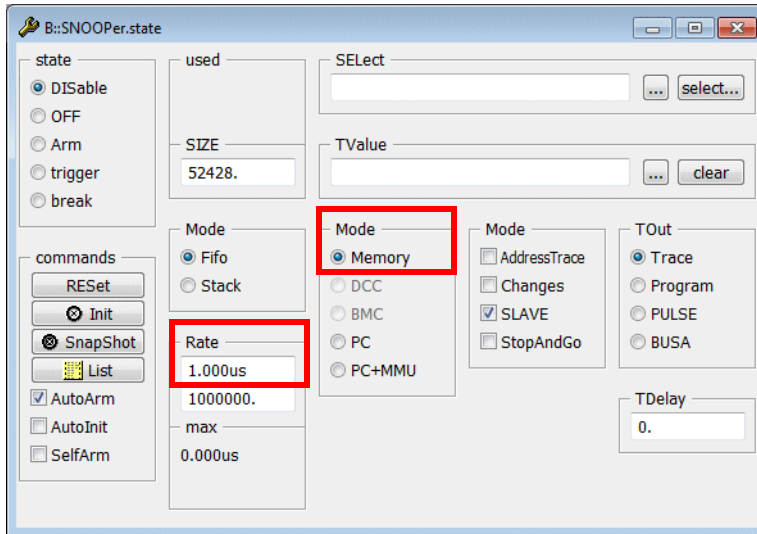 B::SNOOPer.state
state
DISable
OFF
Arm
trigger
break
used
SIZE
52428.
SELect
...
select...
TValue
...
clear
commands
RESet
Init
SnapShot
List
AutoArm
AutoInit
SelfArm
Mode
Fifo
Stack
Rate
1.000us
1000000.
max
0.000us
Mode
Memory
DCC
BMC
PC
PC+MMU
Mode
AddressTrace
Changes
SLAVE
StopAndGo
TOut
Trace
Program
PULSE
BUSA
TDelay
0.